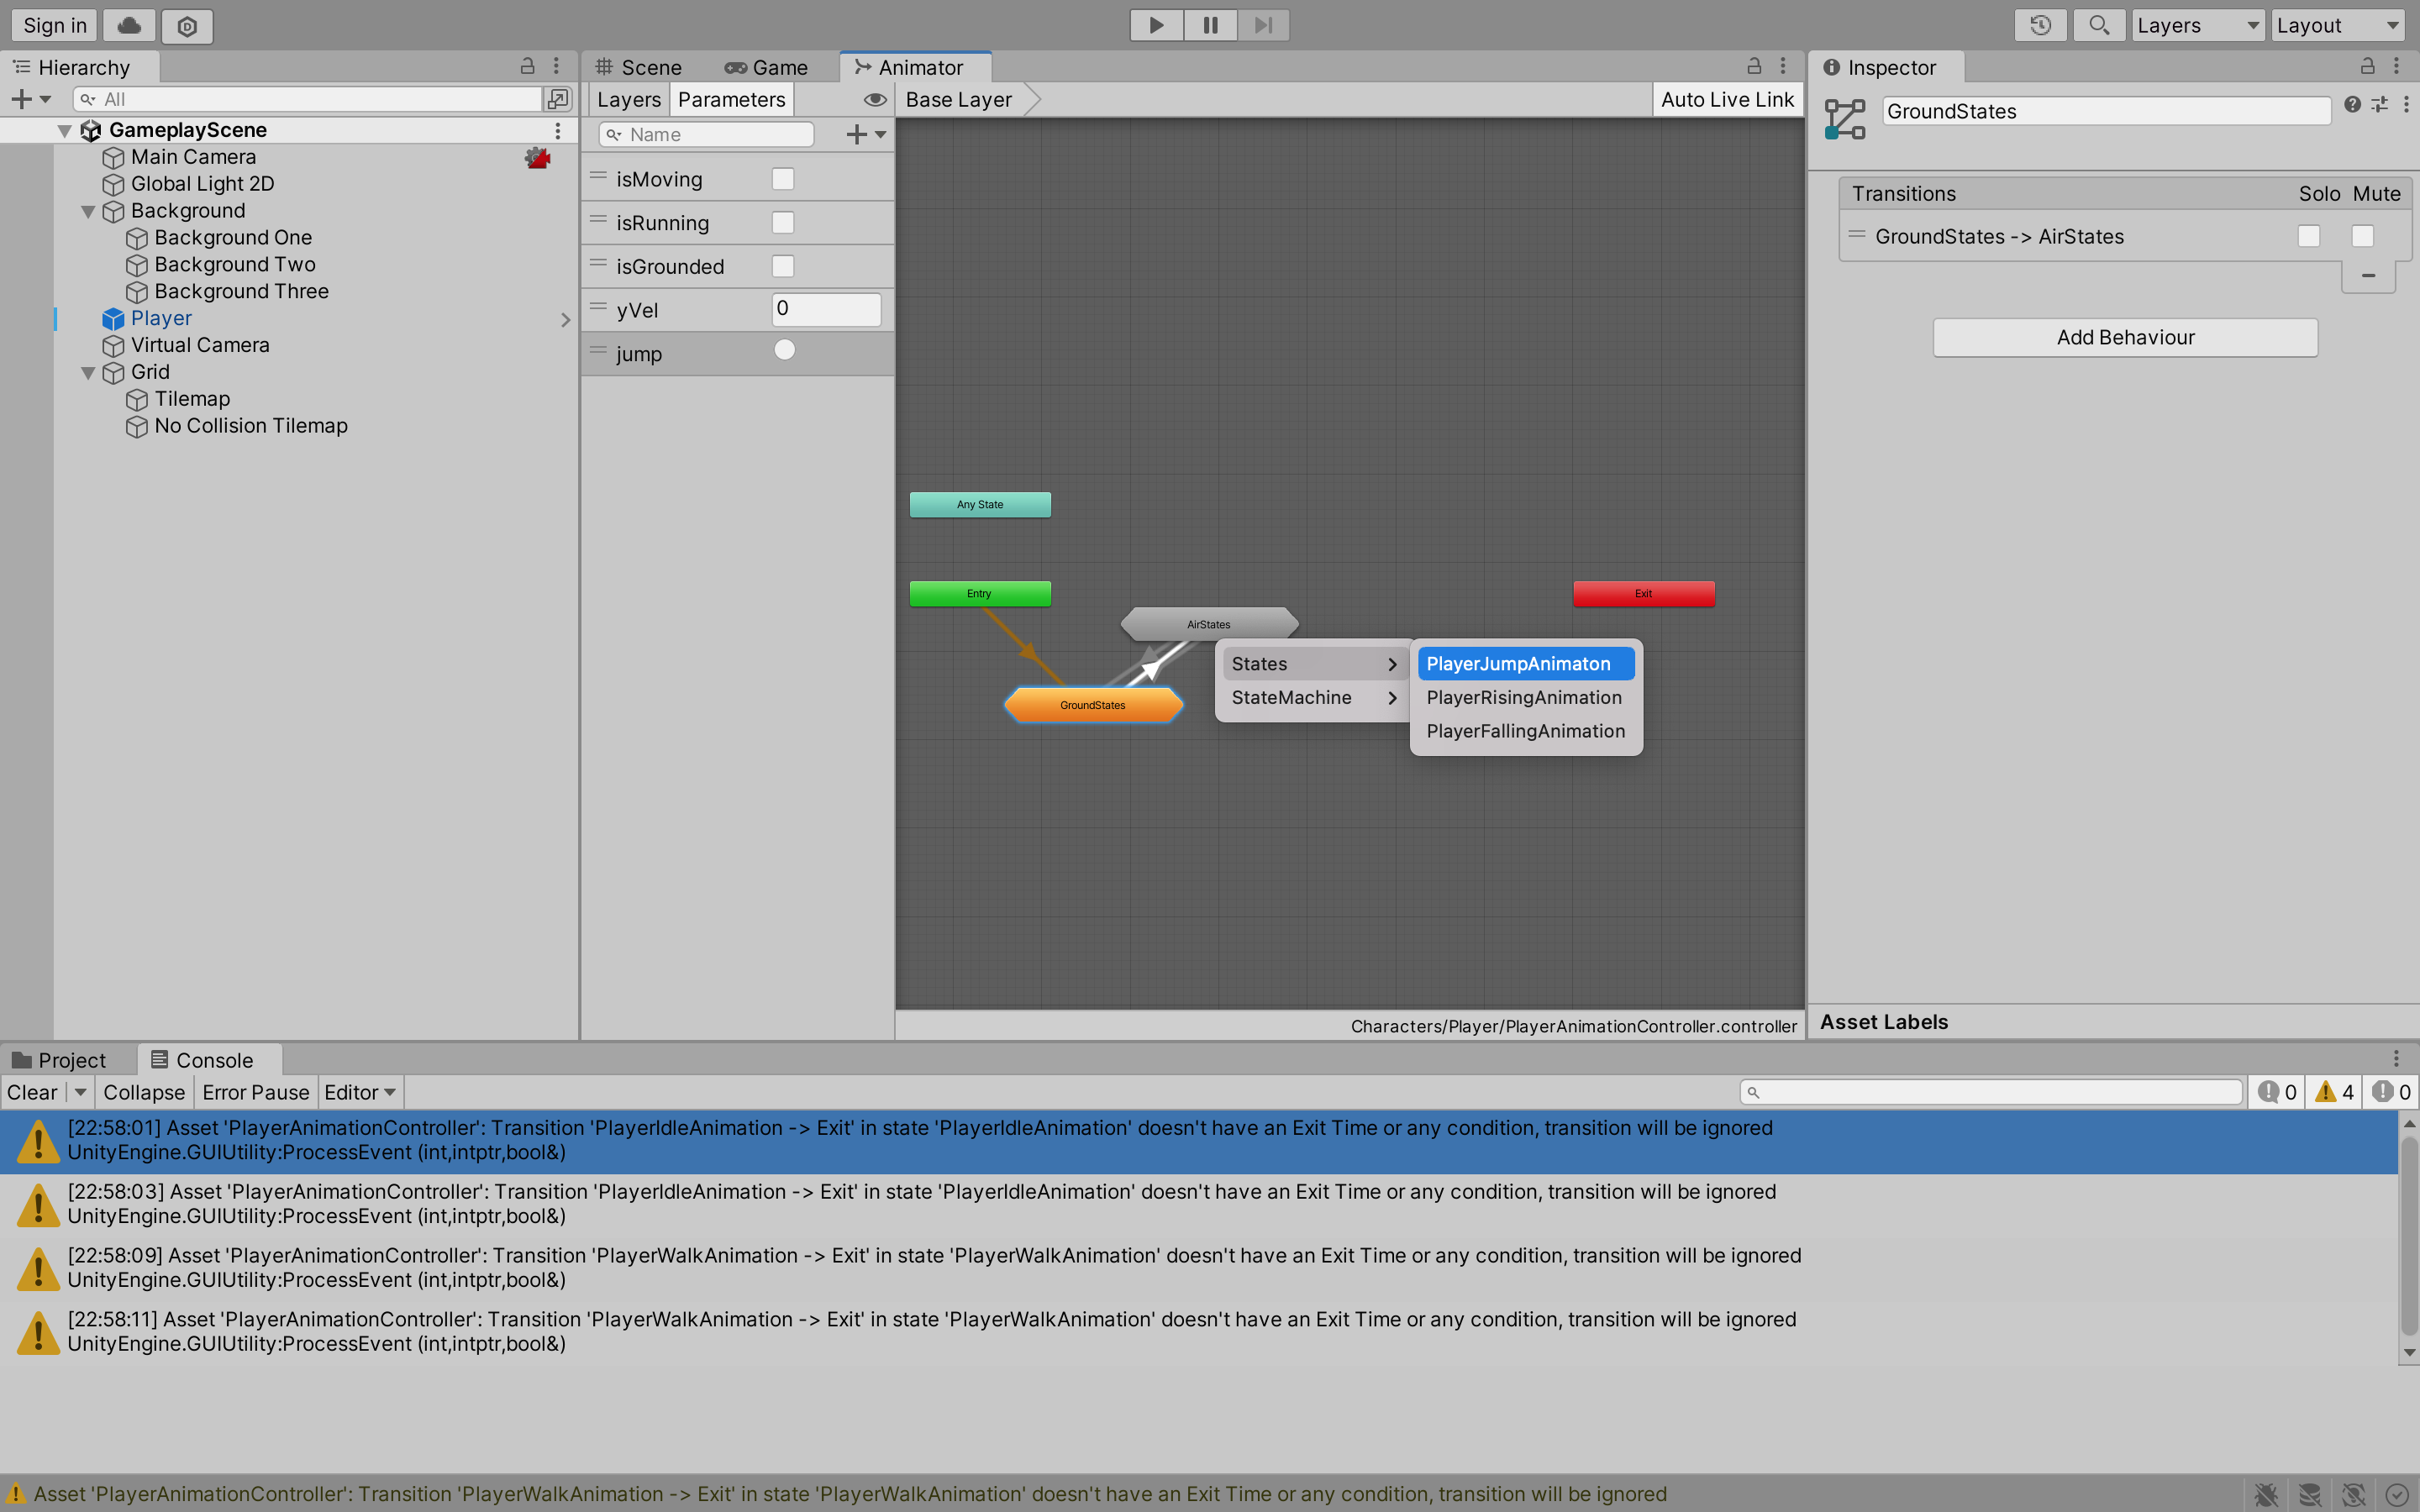 Sign in
Layers
Layout
Hierarchy
All
GameplayScene
Main Camera
Global Light 2D
Background
Background One
Background Two
Background Three
Player
Virtual Camera
Grid
Tilemap
No Collision Tilemap
Scene
Game
Animator
Layers
Parameters
Base Layer
Auto Live Link
Name
isMoving
isRunning
isGrounded
yVel
0
jump
Any State
Entry
Exit
AirStates
GroundStates
States
StateMachine
PlayerJumpAnimaton
PlayerRisingAnimation
PlayerFallingAnimation
Characters/Player/PlayerAnimationController.controller
Inspector
GroundStates
Transitions Solo Mute
GroundStates -> AirStates
Add Behaviour
Asset Labels
Project
Console
Clear
Collapse
Error Pause
Editor
0
4
0
[22:58:01] Asset 'PlayerAnimationController': Transition 'PlayerIdleAnimation -> Exit' in state 'PlayerIdleAnimation' doesn't have an Exit Time or any condition, transition will be ignored
UnityEngine.GUIUtility:ProcessEvent (int,intptr,bool&)
[22:58:03] Asset 'PlayerAnimationController': Transition 'PlayerIdleAnimation -> Exit' in state 'PlayerIdleAnimation' doesn't have an Exit Time or any condition, transition will be ignored
UnityEngine.GUIUtility:ProcessEvent (int,intptr,bool&)
[22:58:09] Asset 'PlayerAnimationController': Transition 'PlayerWalkAnimation -> Exit' in state 'PlayerWalkAnimation' doesn't have an Exit Time or any condition, transition will be ignored
UnityEngine.GUIUtility:ProcessEvent (int,intptr,bool&)
[22:58:11] Asset 'PlayerAnimationController': Transition 'PlayerWalkAnimation -> Exit' in state 'PlayerWalkAnimation' doesn't have an Exit Time or any condition, transition will be ignored
UnityEngine.GUIUtility:ProcessEvent (int,intptr,bool&)
Asset 'PlayerAnimationController': Transition 'PlayerWalkAnimation -> Exit' in state 'PlayerWalkAnimation' doesn't have an Exit Time or any condition, transition will be ignored